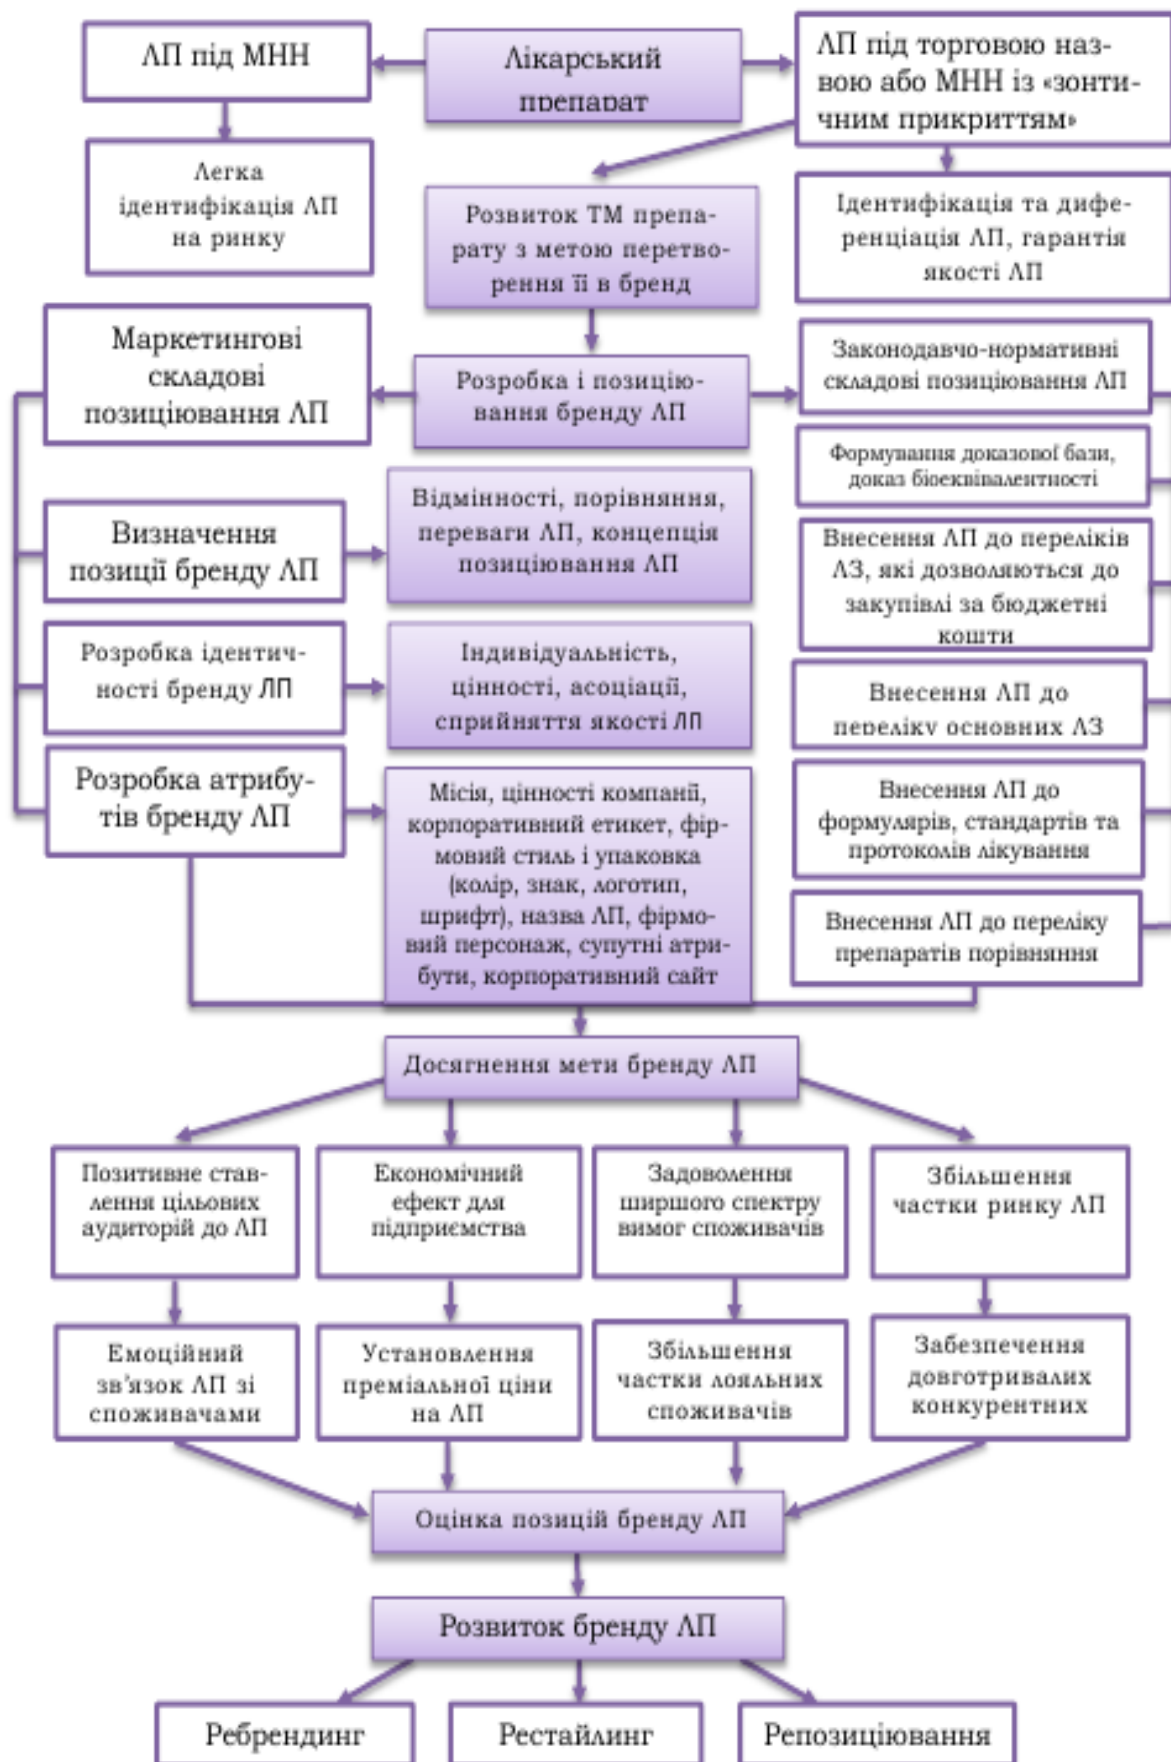 ЛП під МНН
Лікарський
препарат
ЛП під торговою наз-
вою або МНН із «зонти-
чним прикриттям»
Легка
ідентифікація ЛП
на ринку
Розвиток ТМ препа-
рату з метою перетво-
рення її в бренд
Ідентифікація та дифе-
ренціація ЛП, гарантія
якості ЛП
Маркетингові
складові
позиціювання ЛП
Розробка і позицію-
вання бренду ЛП
Законодавчо-нормативні
складові позиціювання ЛП
Формування доказової бази,
доказ біоеквівалентності
Визначення
позиції бренду ЛП
Відмінності, порівняння,
переваги ЛП, концепція
позиціювання ЛП
Внесення ЛП до переліків
ЛЗ, які дозволяються до
закупівлі за бюджетні
кошти
Розробка ідентич-
ності бренду ЛП
Індивідуальність,
цінності, асоціації,
сприйняття якості ЛП
Внесення ЛП до
переліку основних ЛЗ
Розробка атрибу-
тів бренду ЛП
Місія, цінності компанії,
корпоративний етикет, фір-
мовий стиль і упаковка
(колір, знак, логотип,
шрифт), назва ЛП, фірмо-
вий персонаж, супутні атри-
бути, корпоративний сайт
Внесення ЛП до
формулярів, стандартів та
протоколів лікування
Внесення ЛП до переліку
препаратів порівняння
Досягнення мети бренду ЛП
Позитивне став-
лення цільових
аудиторій до ЛП
Економічний
ефект для
підприємства
Задоволення
ширшого спектру
вимог споживачів
Збільшення
частки ринку ЛП
Емоційний
зв’язок ЛП зі
споживачами
Установлення
преміальної ціни
на ЛП
Збільшення
частки лояльних
споживачів
Забезпечення
довготривалих
конкурентних
Оцінка позицій бренду ЛП
Розвиток бренду ЛП
Ребрендинг
Рестайлинг
Репозиціювання